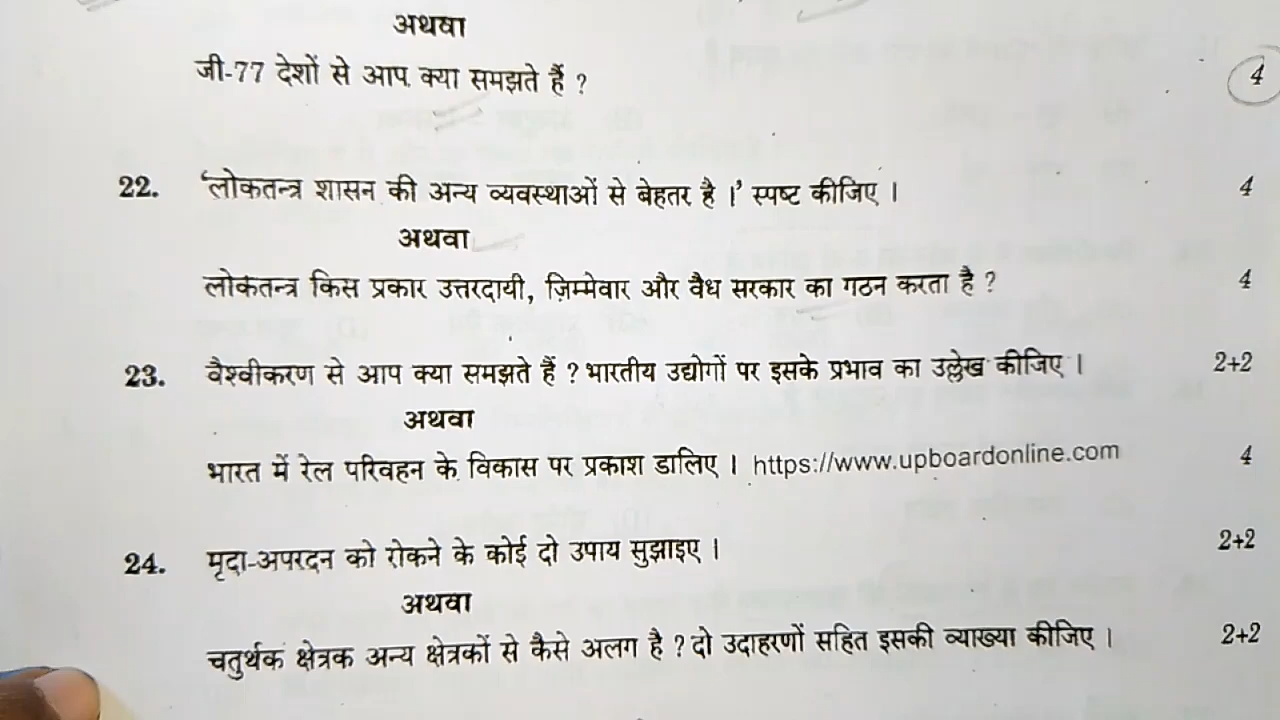 अथवा
जी-77 देशों से आप क्या समझते हैं ? 4
22. 'लोकतन्त्र शासन की अन्य व्यवस्थाओं से बेहतर है ।' स्पष्ट कीजिए । 4
अथवा
लोकतन्त्र किस प्रकार उत्तरदायी, ज़िम्मेवार और वैध सरकार का गठन करता है ? 4
23. वैश्वीकरण से आप क्या समझते हैं ? भारतीय उद्योगों पर इसके प्रभाव का उल्लेख कीजिए । 2+2
अथवा
भारत में रेल परिवहन के विकास पर प्रकाश डालिए । https://www.upboardonline.com 4
24. मृदा-अपरदन को रोकने के कोई दो उपाय सुझाइए । 2+2
अथवा
चतुर्थक क्षेत्रक अन्य क्षेत्रकों से कैसे अलग है ? दो उदाहरणों सहित इसकी व्याख्या कीजिए । 2+2